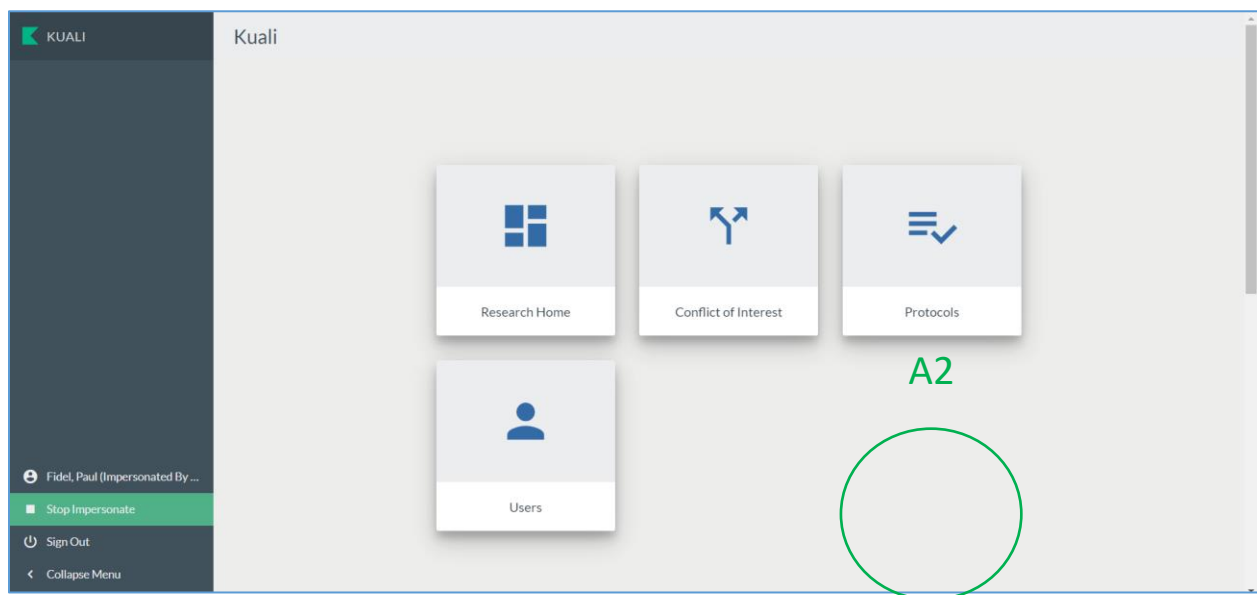 KUALI
Kuali
Research Home
Conflict of Interest
Protocols
A2
Users
Fidel, Paul (Impersonated By ...
Stop Impersonate
Sign Out
Collapse Menu